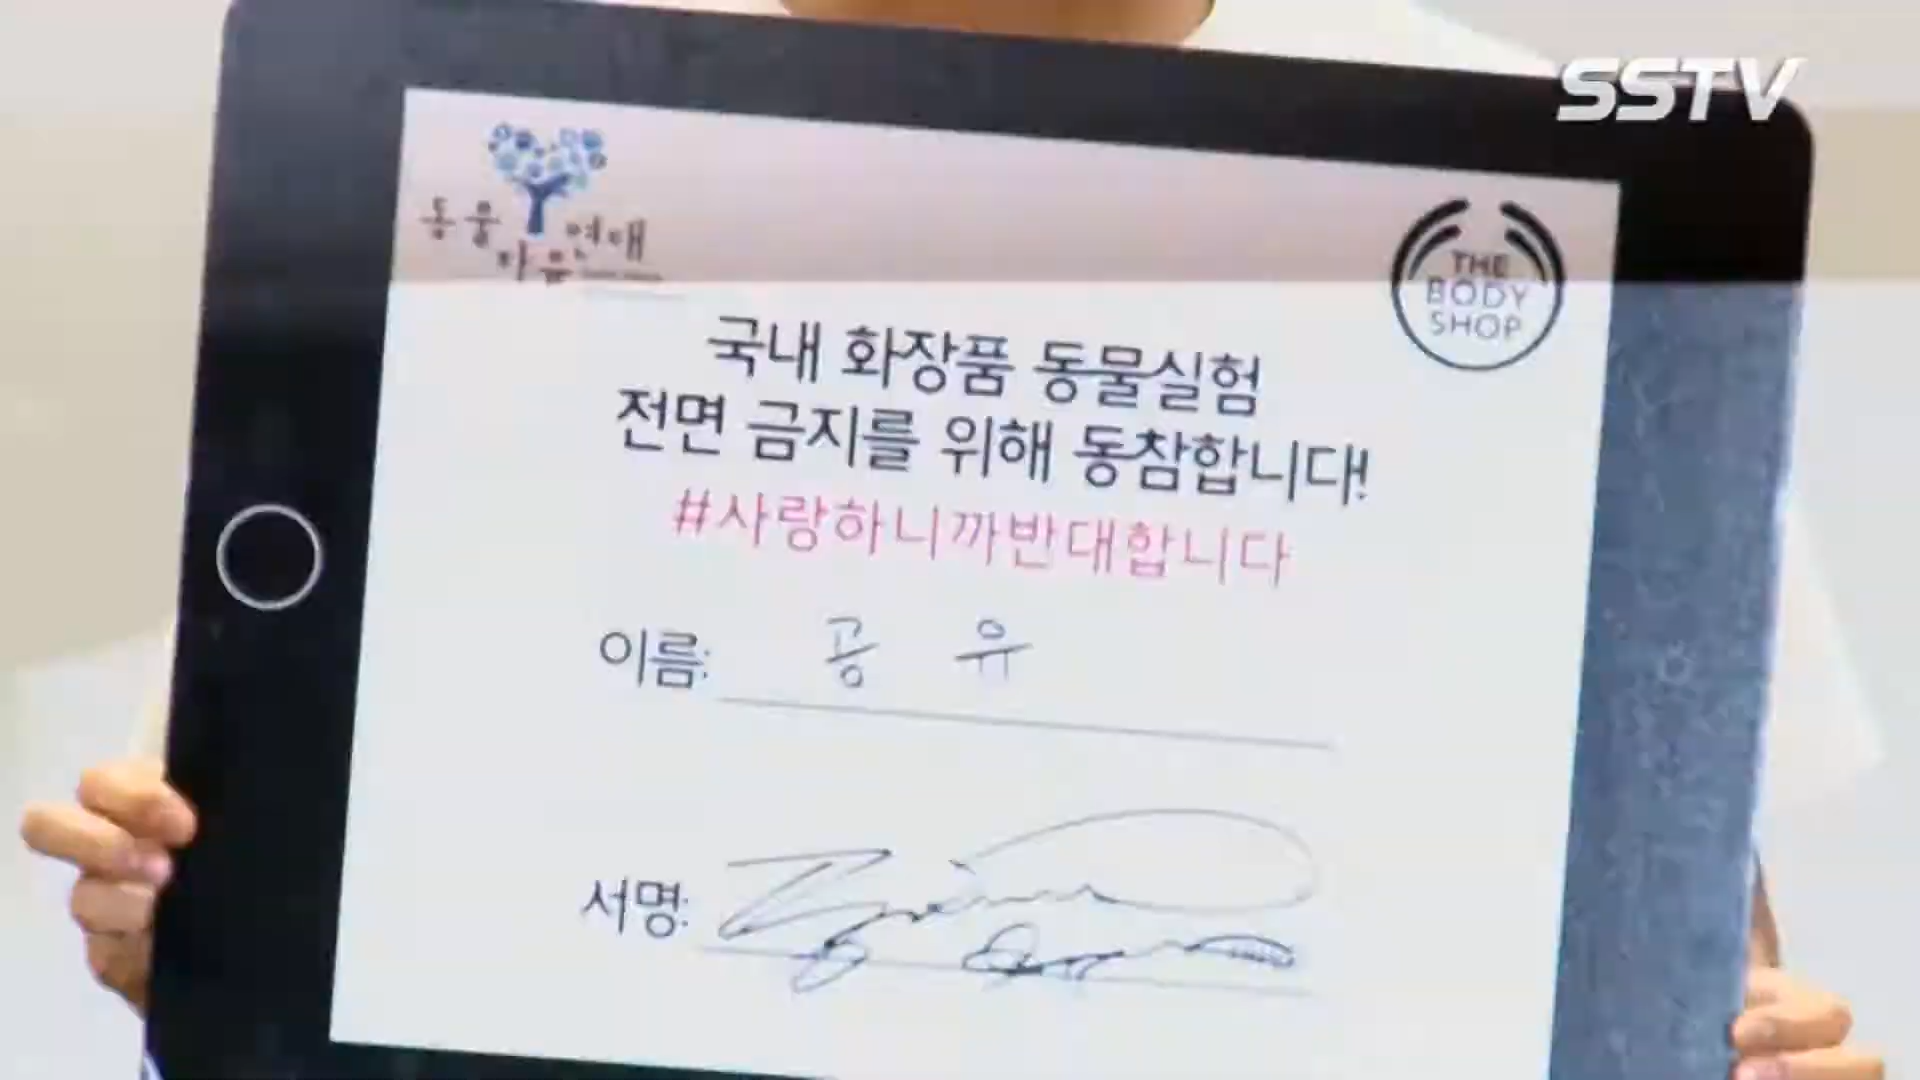 SSTV
동물
자유연대
THE
BODY
SHOP
국내 화장품 동물실험
전면 금지를 위해 동참합니다!
#사랑하니까반대합니다
이름: 공 유
서명: